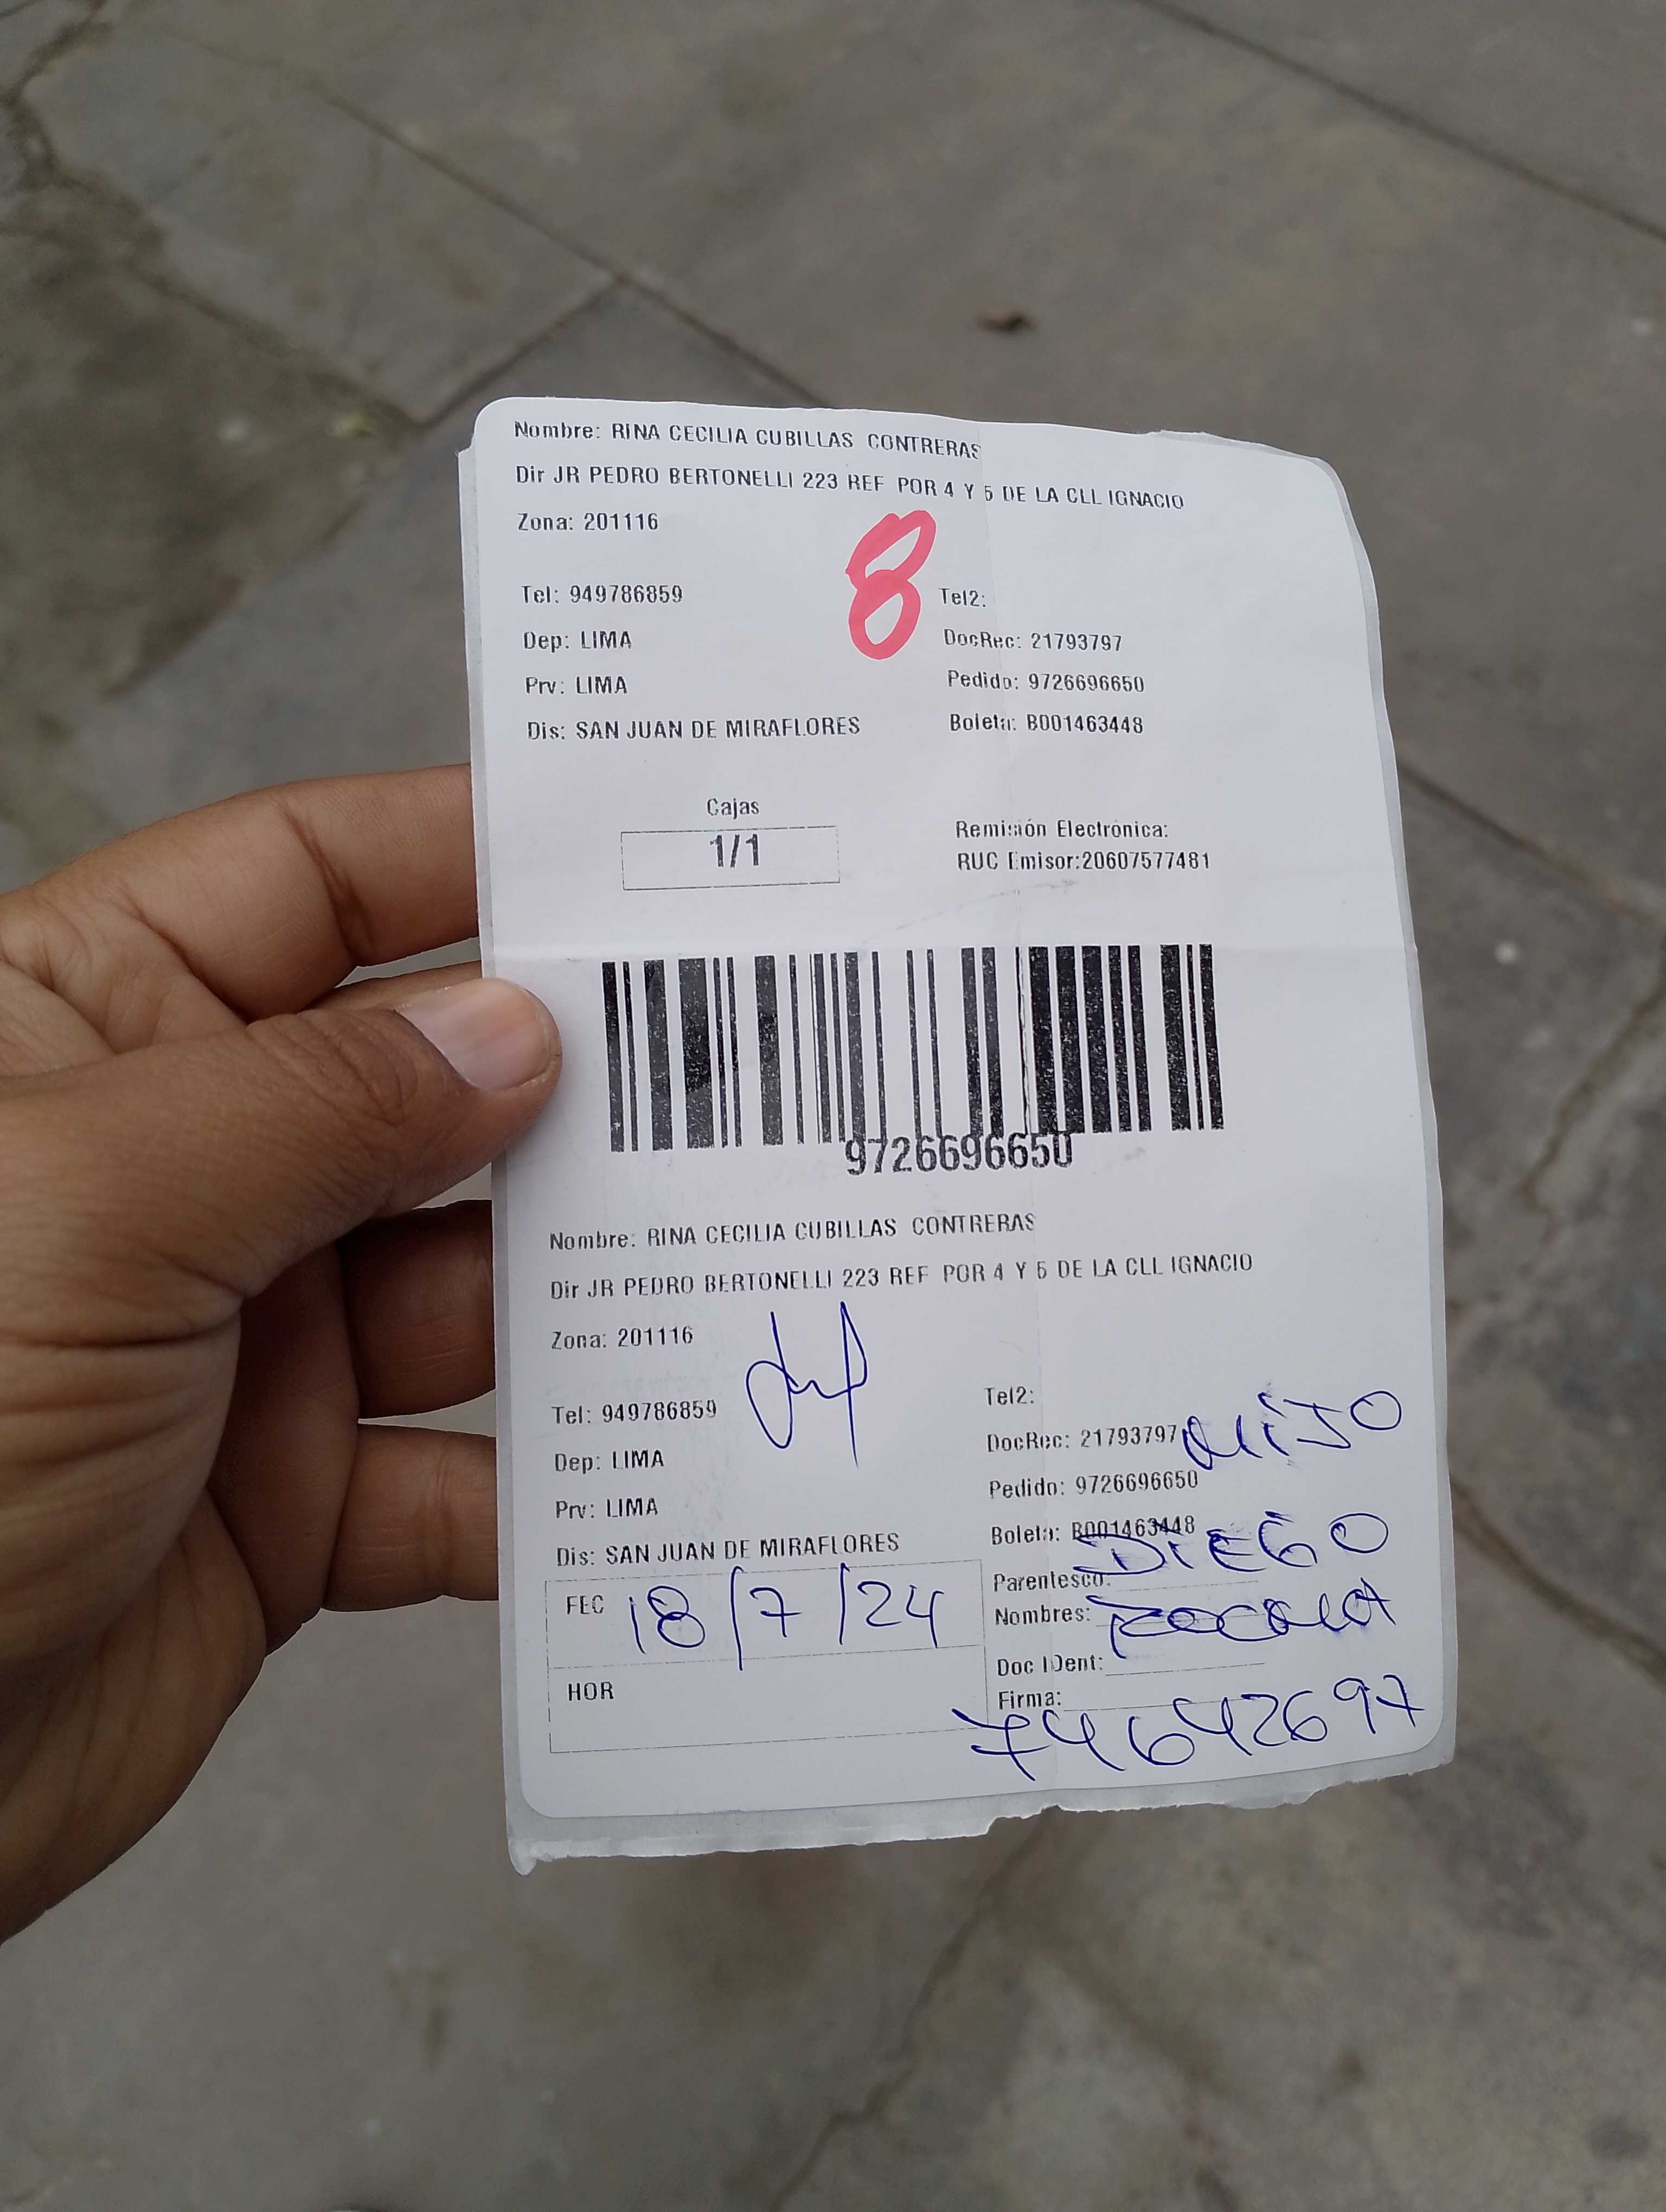 Nombre: RINA CECILIA CUBILLAS CONTRERAS
Dir JR PEDRO BERTONELLI 223 REF POR 4 Y 5 DE LA CLL IGNACIO
Zona: 201116
8
Tel: 949786859 Tel2:
Dep: LIMA DocRec: 21793797
Prv: LIMA Pedido: 9726696650
Dis: SAN JUAN DE MIRAFLORES Boleta: B001463448
Cajas
1/1
Remisión Electrónica:
RUC Emisor:20607577481
9726696650
Nombre: RINA CECILIA CUBILLAS CONTRERAS
Dir JR PEDRO BERTONELLI 223 REF POR 4 Y 5 DE LA CLL IGNACIO
Zona: 201116
Tel: 949786859 Tel2:
Dep: LIMA DocRec: 21793797
Prv: LIMA Pedido: 9726696650
Dis: SAN JUAN DE MIRAFLORES Boleta: B001463448
DIEGO
Parentesco:
FEC 18/7/24
Nombres:
Doc IDent:
HOR
Firma:
74642697